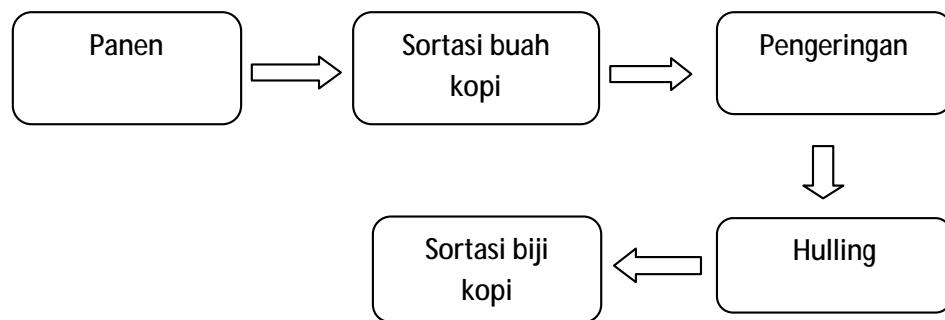 Panen
Sortasi buah
kopi
Pengeringan
Hulling
Sortasi biji
kopi